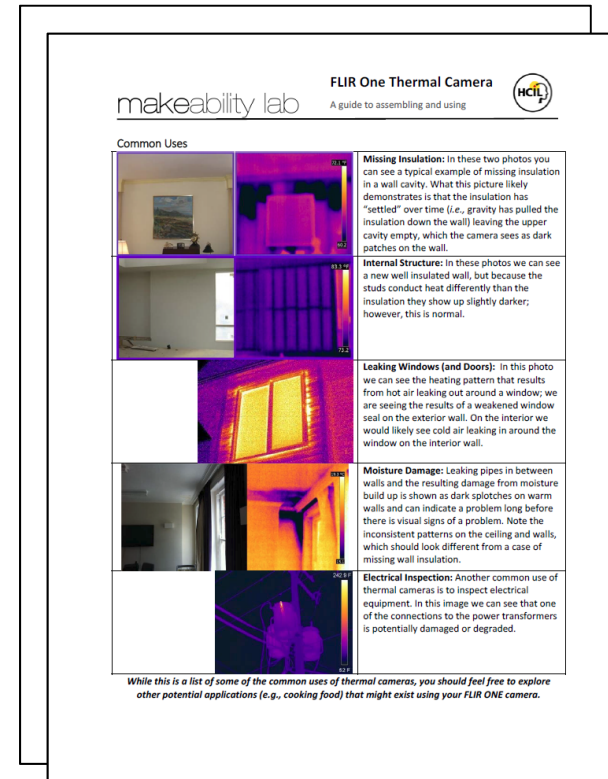 makeability lab
FLIR One Thermal Camera
A guide to assembling and using
HCIL
Common Uses
Missing Insulation: In these two photos you
can see a typical example of missing insulation
in a wall cavity. What this picture likely
demonstrates is that the insulation has
"settled" over time (i.e., gravity has pulled the
insulation down the wall) leaving the upper
cavity empty, which the camera sees as dark
patches on the wall.
Internal Structure: In these photos we can see
a new well insulated wall, but because the
studs conduct heat differently than the
insulation they show up slightly darker;
however, this is normal.
83.3 °F
73.2
Leaking Windows (and Doors): In this photo
we can see the heating pattern that results
from hot air leaking out around a window; we
are seeing the results of a weakened window
seal on the exterior wall. On the interior we
would likely see cold air leaking in around the
window on the interior wall.
Moisture Damage: Leaking pipes in between
walls and the resulting damage from moisture
build up is shown as dark splotches on warm
walls and can indicate a problem long before
there is visual signs of a problem. Note the
inconsistent patterns on the ceiling and walls,
which should look different from a case of
missing wall insulation.
Electrical Inspection: Another common use of
thermal cameras is to inspect electrical
equipment. In this image we can see that one
of the connections to the power transformers
is potentially damaged or degraded.
242.8 F
62 F
While this is a list of some of the common uses of thermal cameras, you should feel free to explore
other potential applications (e.g., cooking food) that might exist using your FLIR ONE camera.